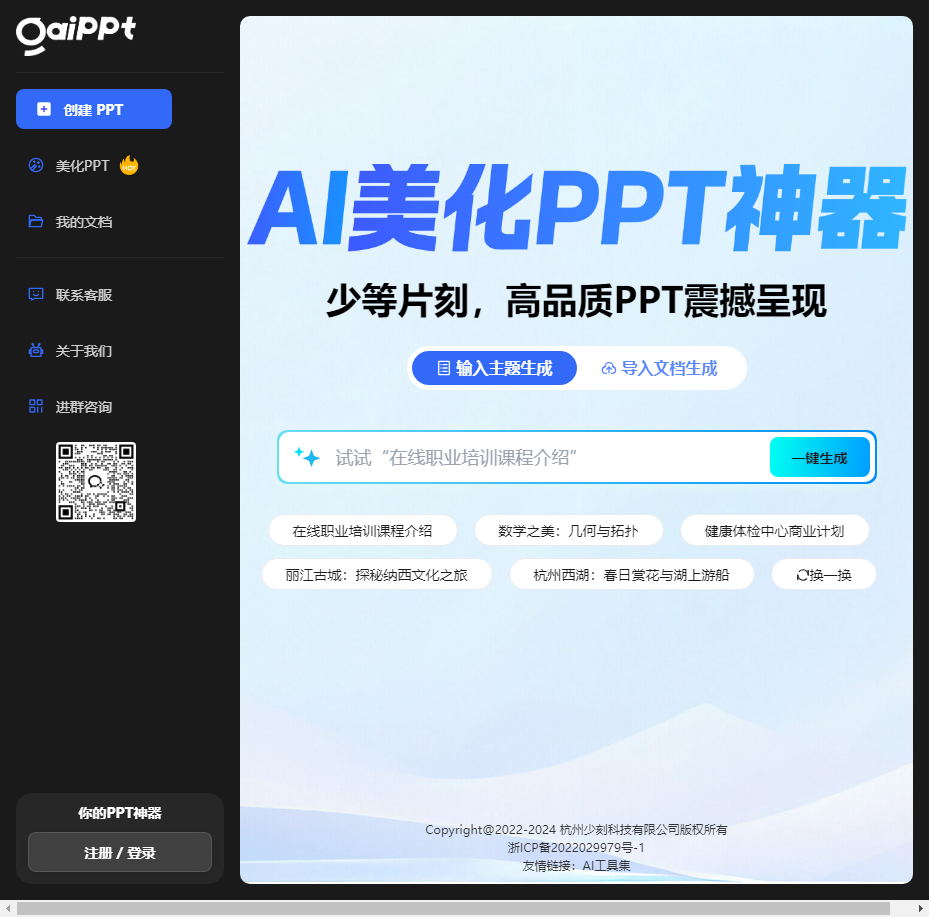 gaiPPt
创建 PPT
美化PPT HOT
我的文档
联系客服
关于我们
进群咨询
你的PPT神器
注册 / 登录
AI美化PPT神器
少等片刻，高品质PPT震撼呈现
输入主题生成 导入文档生成
试试“在线职业培训课程介绍” 一键生成
在线职业培训课程介绍 数学之美：几何与拓扑 健康体检中心商业计划
丽江古城：探秘纳西文化之旅 杭州西湖：春日赏花与湖上游船 换一换
Copyright@2022-2024 杭州少刻科技有限公司版权所有
浙ICP备2022029979号-1
友情链接：AI工具集